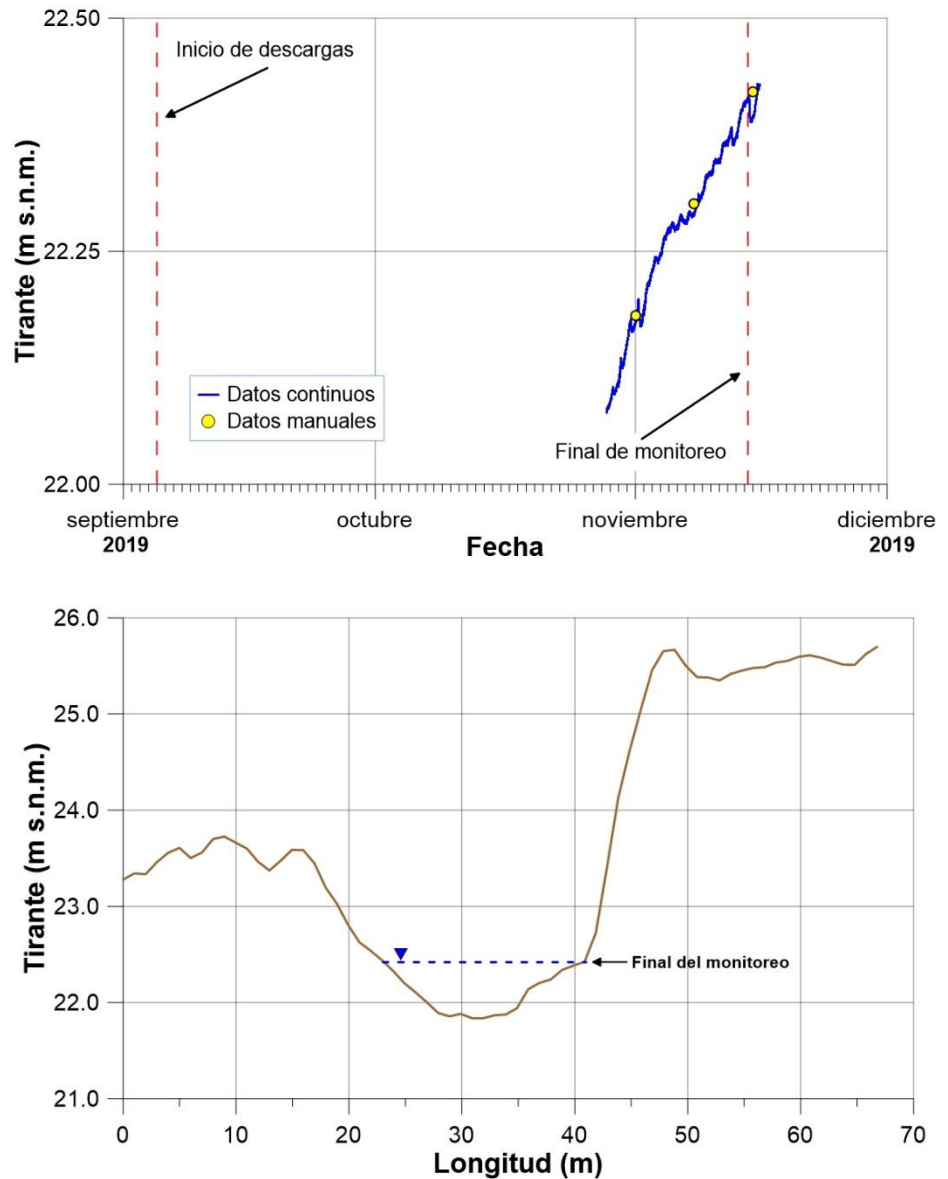 22.50
Inicio de descargas
Tirante (m s.n.m.)
22.25
Datos continuos
Datos manuales
Final de monitoreo
22.00
septiembre octubre noviembre diciembre
2019 Fecha 2019
26.0
25.0
Tirante (m s.n.m.)
24.0
23.0
Final del monitoreo
22.0
21.0
0 10 20 30 40 50 60 70
Longitud (m)